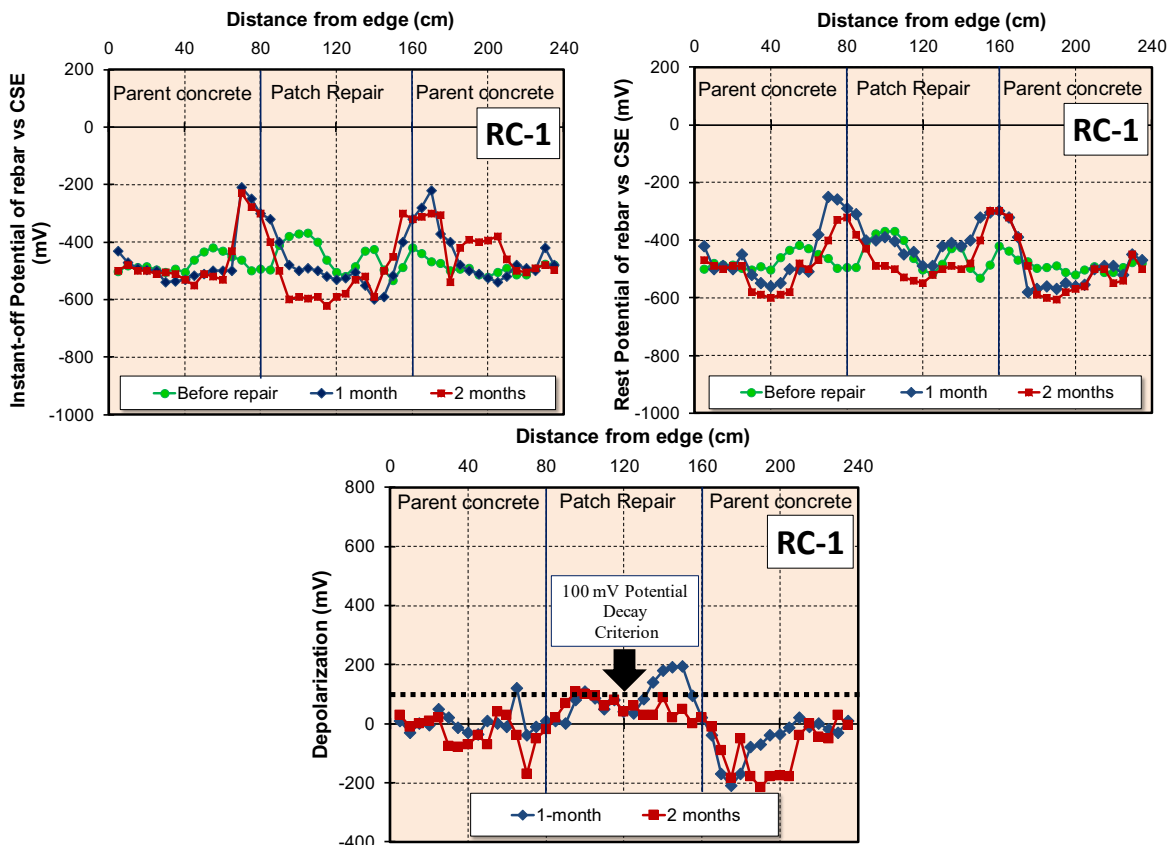 Distance from edge (cm)
0 40 80 120 160 200 240
200
0
-200
-400
-600
-800
-1000
Instant-off Potential of rebar vs CSE
(mV)
Parent concrete Patch Repair Parent concrete
RC-1
Before repair 1 month 2 months
Distance from edge (cm)
0 40 80 120 160 200 240
200
0
-200
-400
-600
-800
-1000
Rest Potential of rebar vs CSE (mV)
Parent concrete Patch Repair Parent concrete
RC-1
Before repair 1 month 2 months
Distance from edge (cm)
0 40 80 120 160 200 240
800
600
400
200
0
-200
-400
Depolarization (mV)
Parent concrete Patch Repair Parent concrete
RC-1
100 mV Potential
Decay
Criterion
1-month 2 months